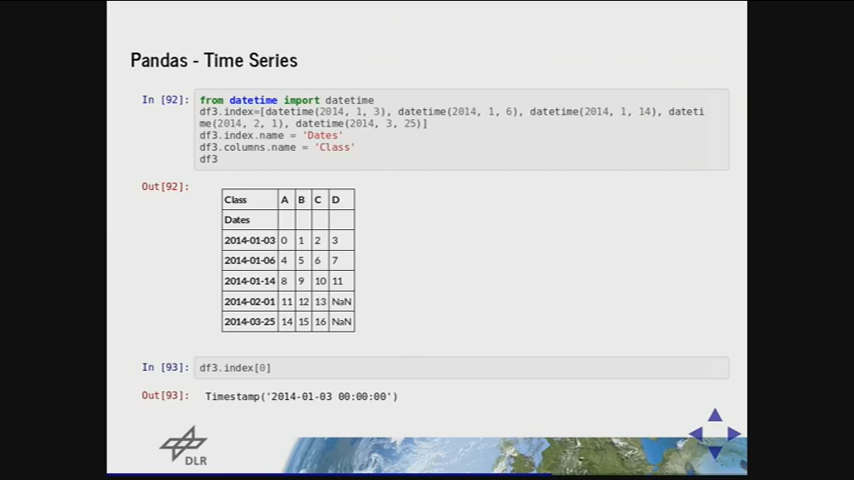 Pandas - Time Series
In [92]:
from datetime import datetime
df3.index=[datetime(2014, 1, 3), datetime(2014, 1, 6), datetime(2014, 1, 14), dateti
me(2014, 2, 1), datetime(2014, 3, 25)]
df3.index.name = 'Dates'
df3.columns.name = 'Class'
df3
Out[92]:
Class A B C D
Dates
2014-01-03 0 1 2 3
2014-01-06 4 5 6 7
2014-01-14 8 9 10 11
2014-02-01 11 12 13 NaN
2014-03-25 14 15 16 NaN
In [93]: df3.index[0]
Out[93]: Timestamp('2014-01-03 00:00:00')
DLR